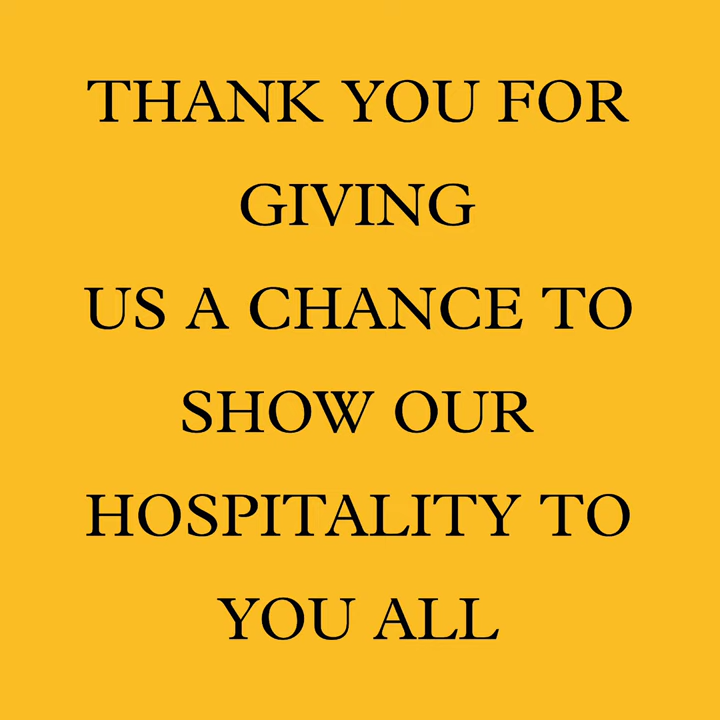 THANK YOU FOR
GIVING
US A CHANCE TO
SHOW OUR
HOSPITALITY TO
YOU ALL